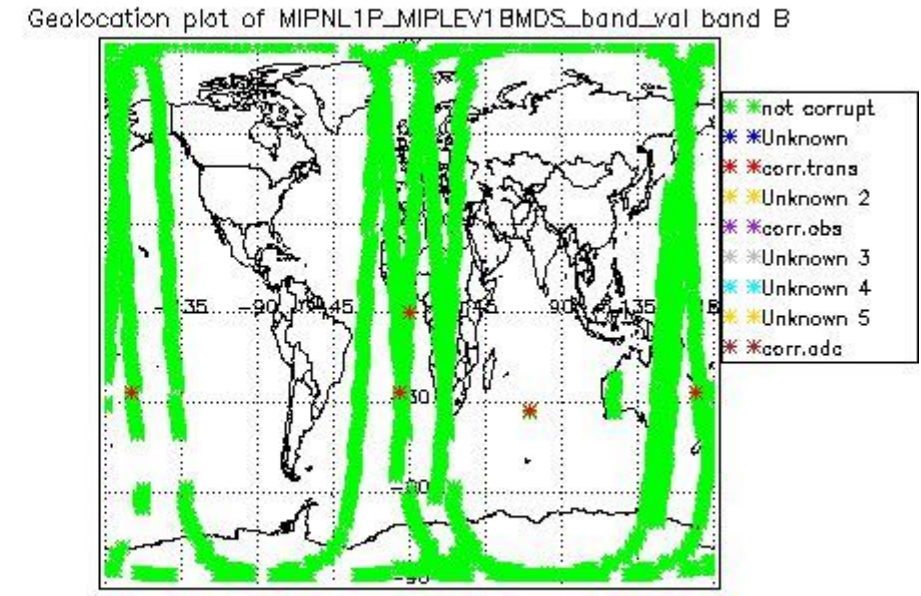 Geolocation plot of MIPNL1P_MIPLEV1BMDS_band_val band B
not corrupt
Unknown
corr.trans
Unknown 2
corr.obs
Unknown 3
Unknown 4
Unknown 5
corr.adc
-135 -90 -45 45 90 135
-30
-60
-90